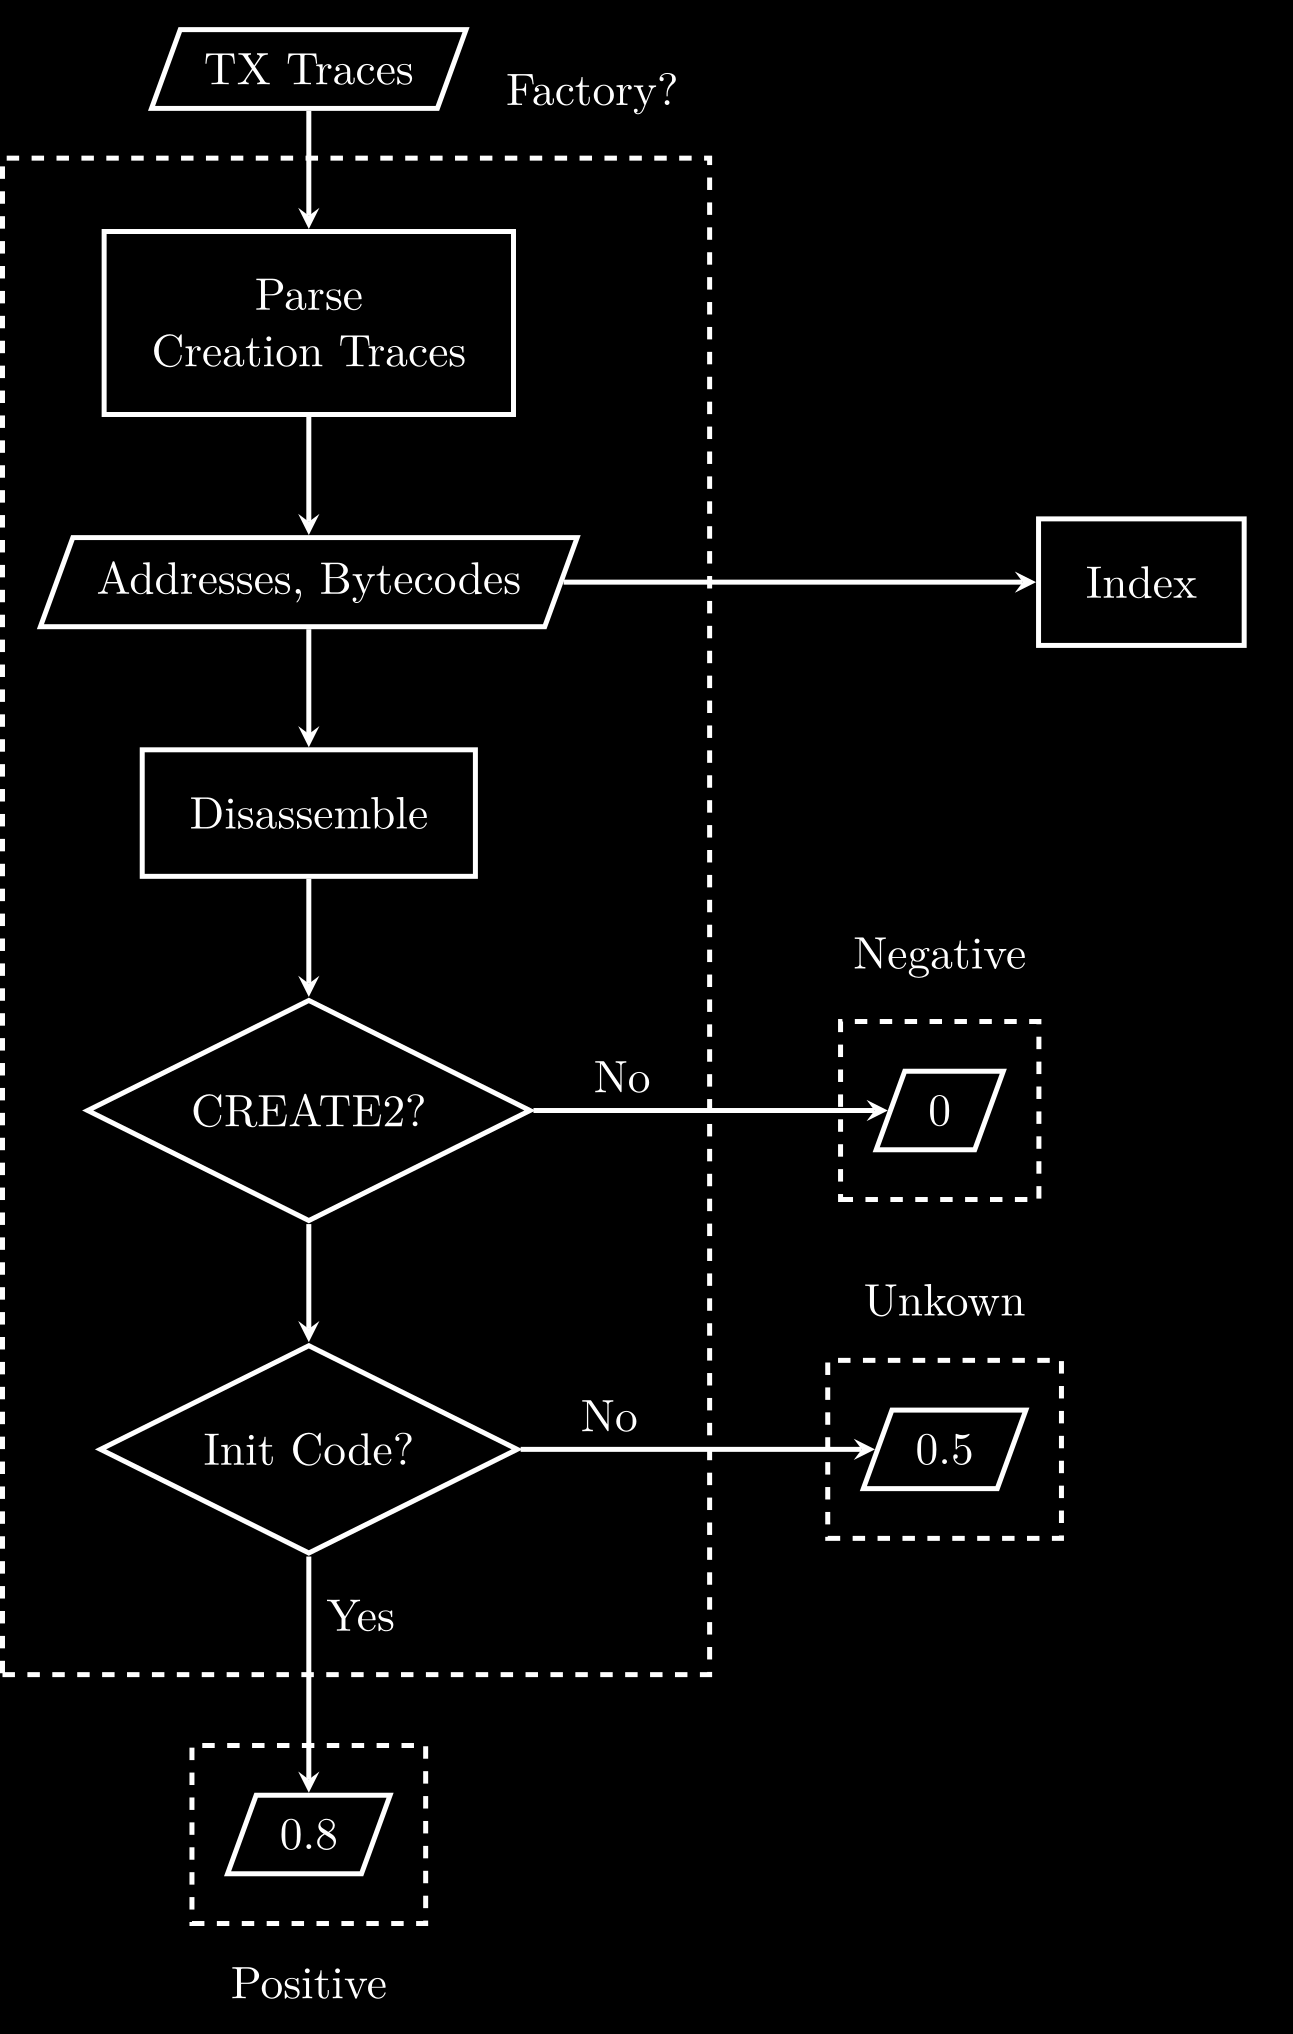 TX Traces
Factory?
Parse
Creation Traces
Addresses, Bytecodes
Index
Disassemble
Negative
No
CREATE2?
0
Unkown
No
Init Code?
0.5
Yes
0.8
Positive